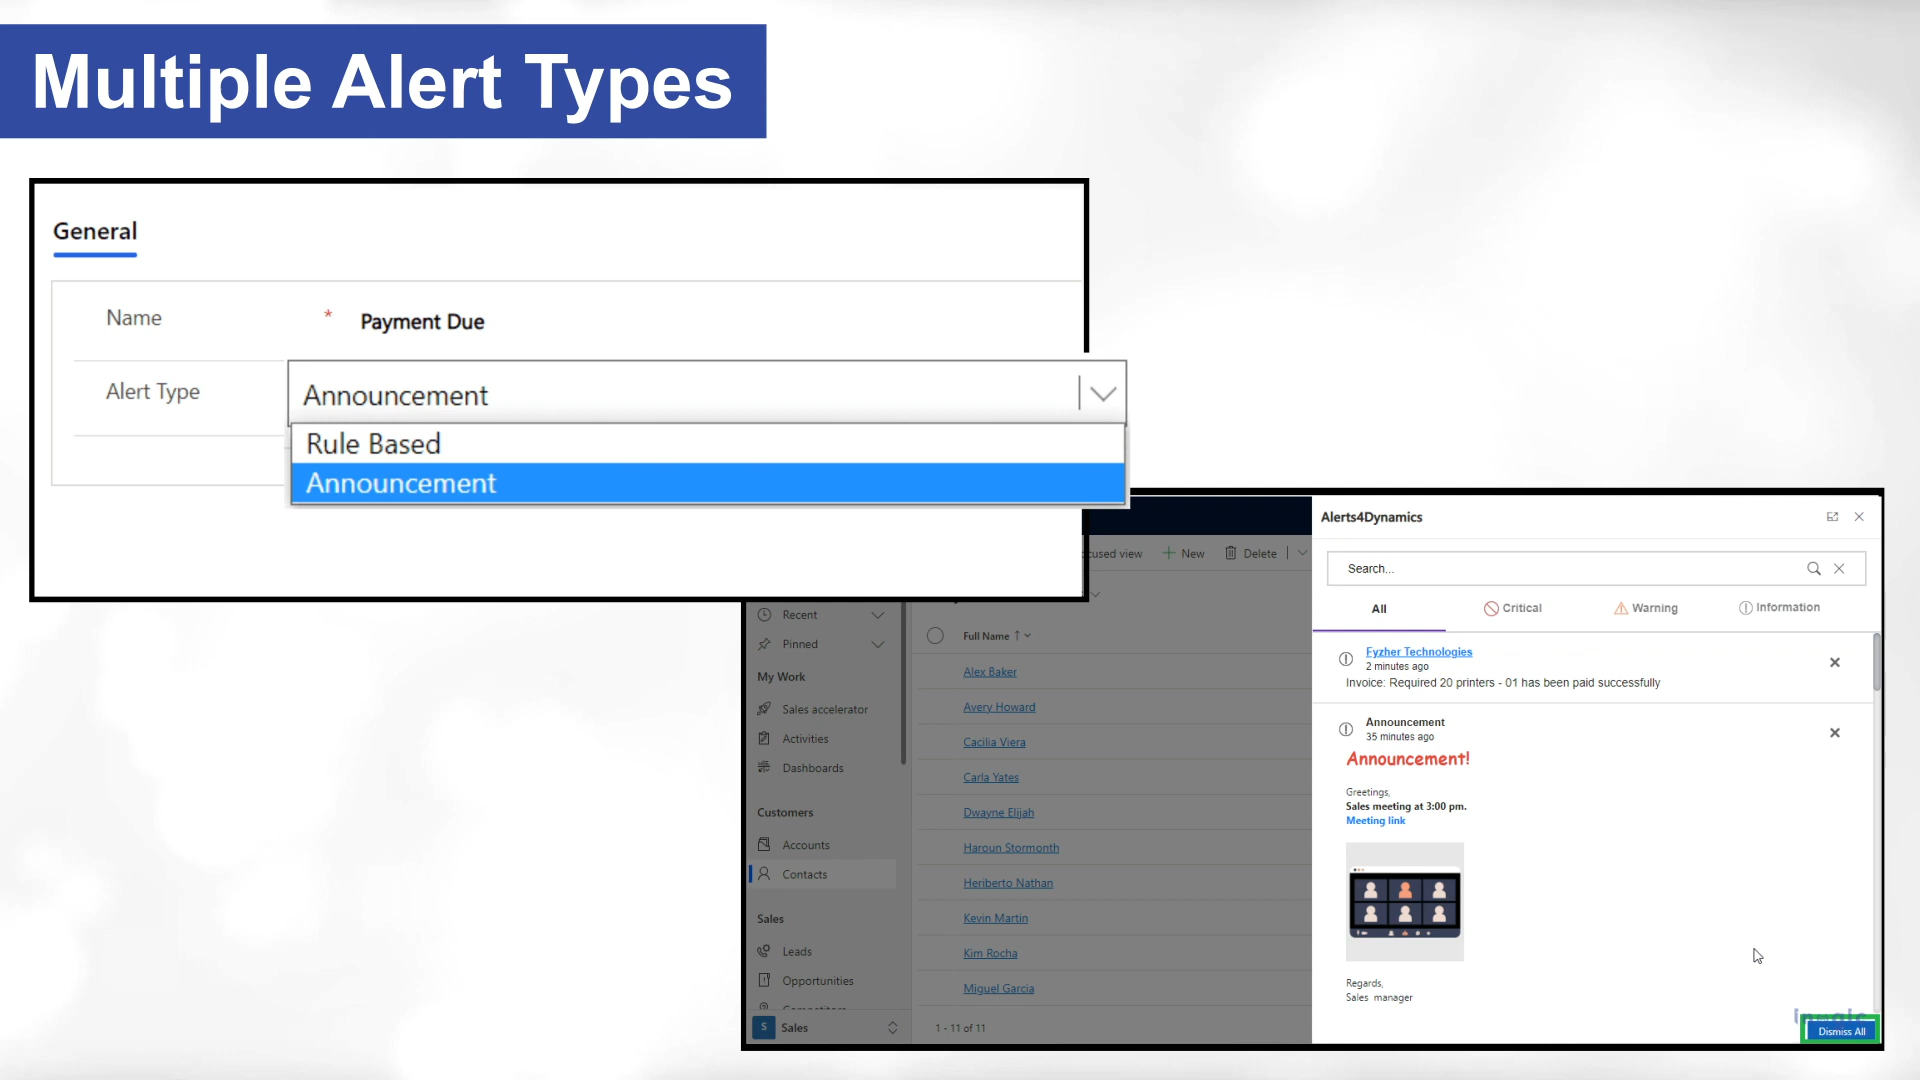 Multiple Alert Types
General
Name * Payment Due
Alert Type Announcement
Rule Based
Announcement
cused view New Delete
Recent
Pinned
My Work
Sales accelerator
Activities
Dashboards
Customers
Accounts
Contacts
Sales
Leads
Opportunities
S Sales
Full Name
Alex Baker
Avery Howard
Cacilia Viera
Carla Yates
Dwayne Elijah
Haroun Stormonth
Heriberto Nathan
Kevin Martin
Kim Rocha
Miguel Garcia
1 - 11 of 11
Alerts4Dynamics
Search...
All Critical Warning Information
Fyzher Technologies
2 minutes ago
Invoice: Required 20 printers - 01 has been paid successfully
Announcement
35 minutes ago
Announcement!
Greetings,
Sales meeting at 3:00 pm.
Meeting link
Regards,
Sales manager
Dismiss All